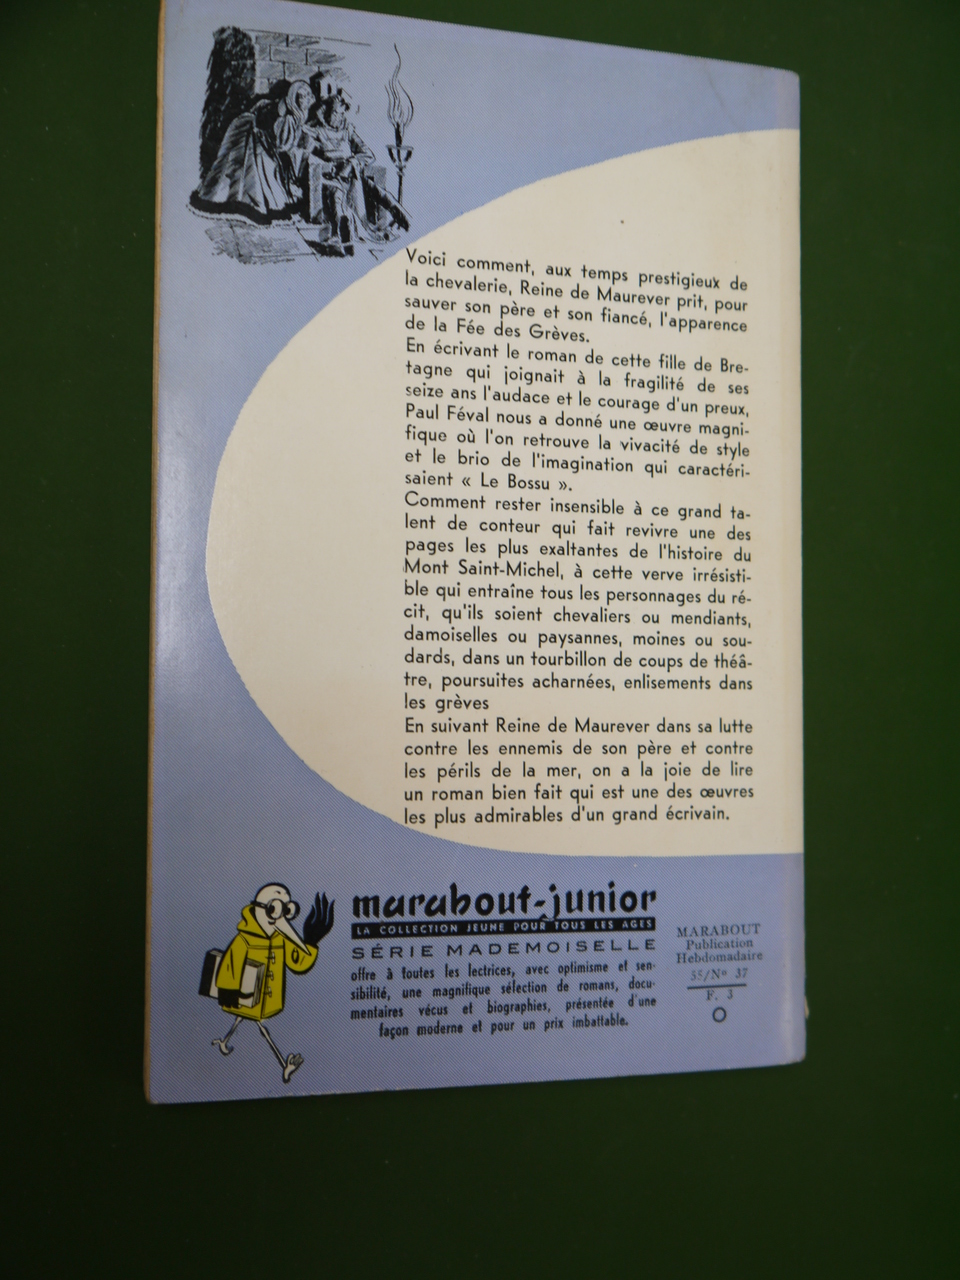 Voici comment, aux temps prestigieux de
la chevalerie, Reine de Maurever prit, pour
sauver son père et son fiancé, l'apparence
de la Fée des Grèves.
En écrivant le roman de cette fille de Bre-
tagne qui joignait à la fragilité de ses
seize ans l'audace et le courage d'un preux,
Paul Féval nous a donné une œuvre magni-
fique où l'on retrouve la vivacité de style
et le brio de l'imagination qui caractéri-
saient « Le Bossu ».
Comment rester insensible à ce grand ta-
lent de conteur qui fait revivre une des
pages les plus exaltantes de l'histoire du
Mont Saint-Michel, à cette verve irrésisti-
ble qui entraîne tous les personnages du ré-
cit, qu'ils soient chevaliers ou mendiants,
damoiselles ou paysannes, moines ou sou-
dards, dans un tourbillon de coups de théâ-
tre, poursuites acharnées, enlisements dans
les grèves
En suivant Reine de Maurever dans sa lutte
contre les ennemis de son père et contre
les périls de la mer, on a la joie de lire
un roman bien fait qui est une des œuvres
les plus admirables d'un grand écrivain.
marabout-junior
LA COLLECTION JEUNE POUR TOUS LES AGES
SÉRIE MADEMOISELLE
offre à toutes les lectrices, avec optimisme et sen-
sibilité, une magnifique sélection de romans, docu-
mentaires vécus et biographies, présentée d'une
façon moderne et pour un prix imbattable.
MARABOUT
Publication
Hebdomadaire
55/Nº 37
F. 3
O